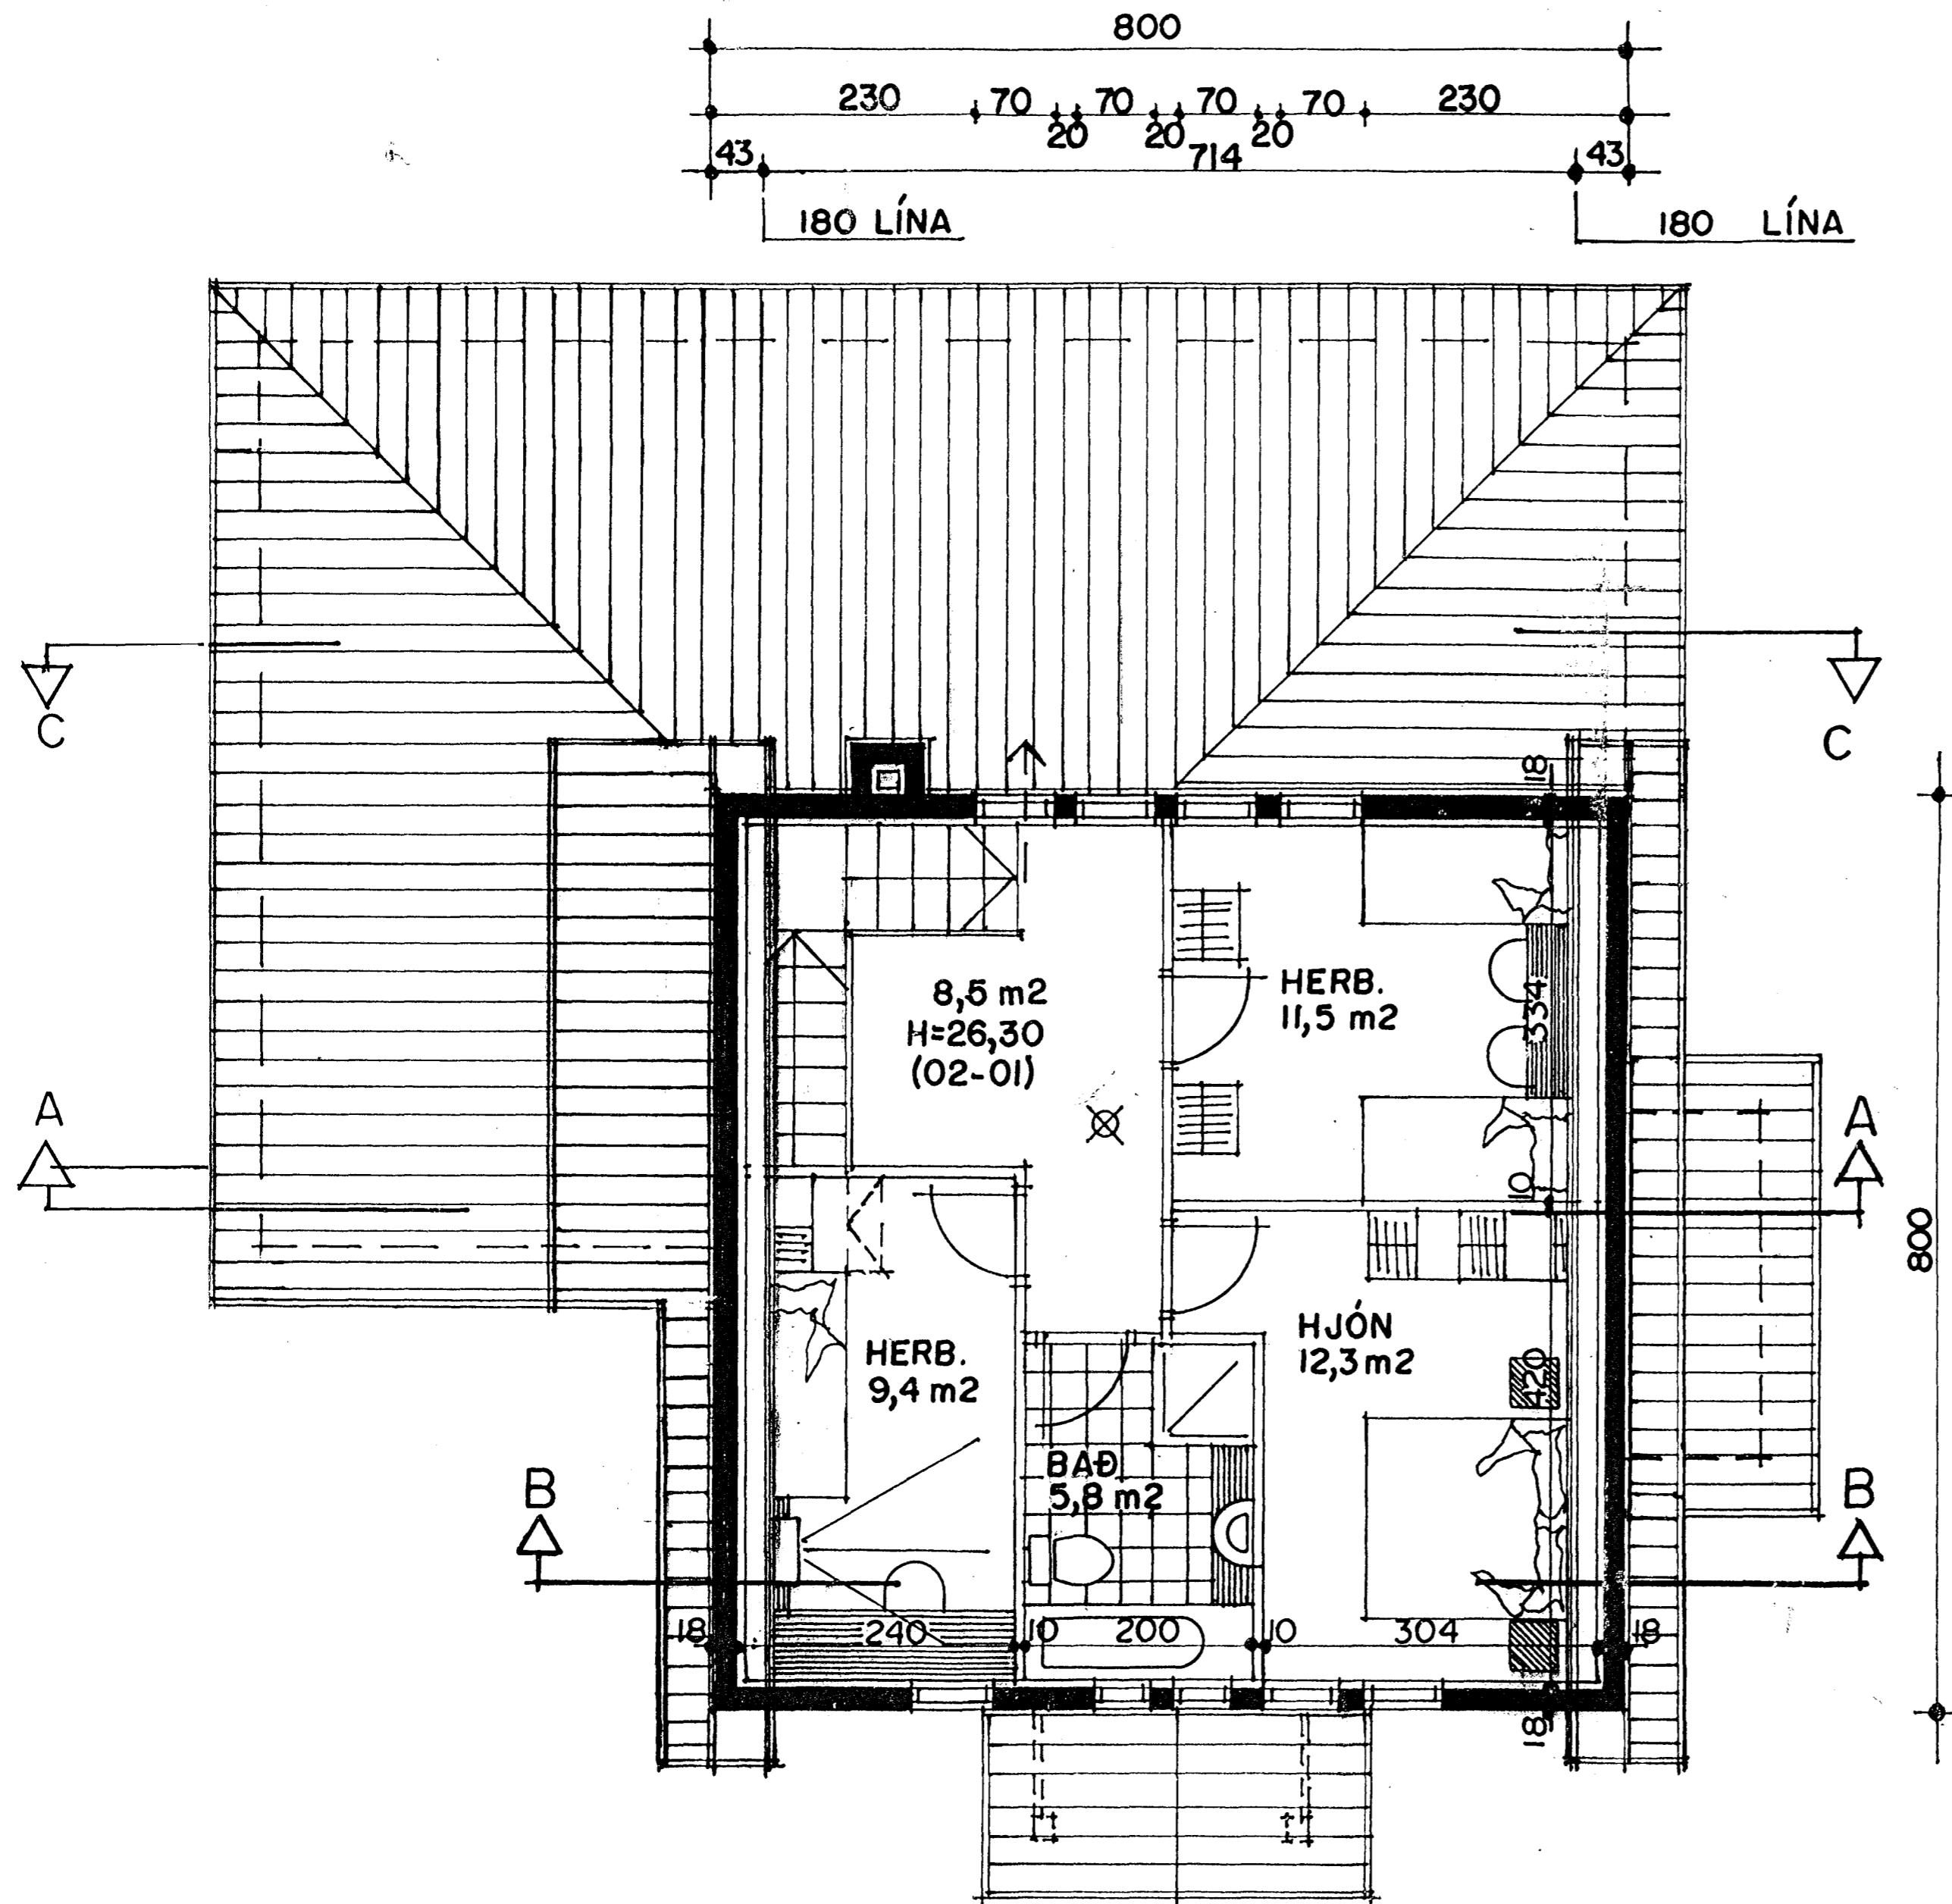 800
230 70 70 70 70 230
20 20 20
43 714 43
180 LÍNA 180 LÍNA
C C
18
8,5 m2
H=26,30
(02-01)
HERB.
11,5 m2
334
A A
10
800
HJÓN
12,3 m2
HERB.
9,4 m2
420
BAÐ
5,8 m2
B B
18 240 10 200 10 304 18
18